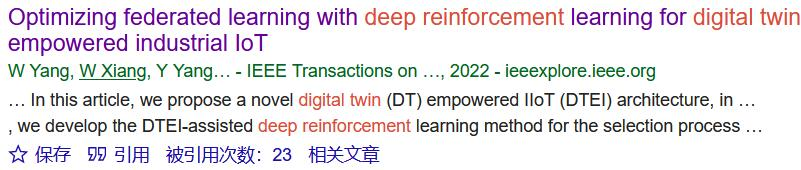 Optimizing federated learning with deep reinforcement learning for digital twin
empowered industrial IoT
W Yang, W Xiang, Y Yang… - IEEE Transactions on …, 2022 - ieeexplore.ieee.org
… In this article, we propose a novel digital twin (DT) empowered IIoT (DTEI) architecture, in …
, we develop the DTEI-assisted deep reinforcement learning method for the selection process …
保存 引用 被引用次数：23 相关文章